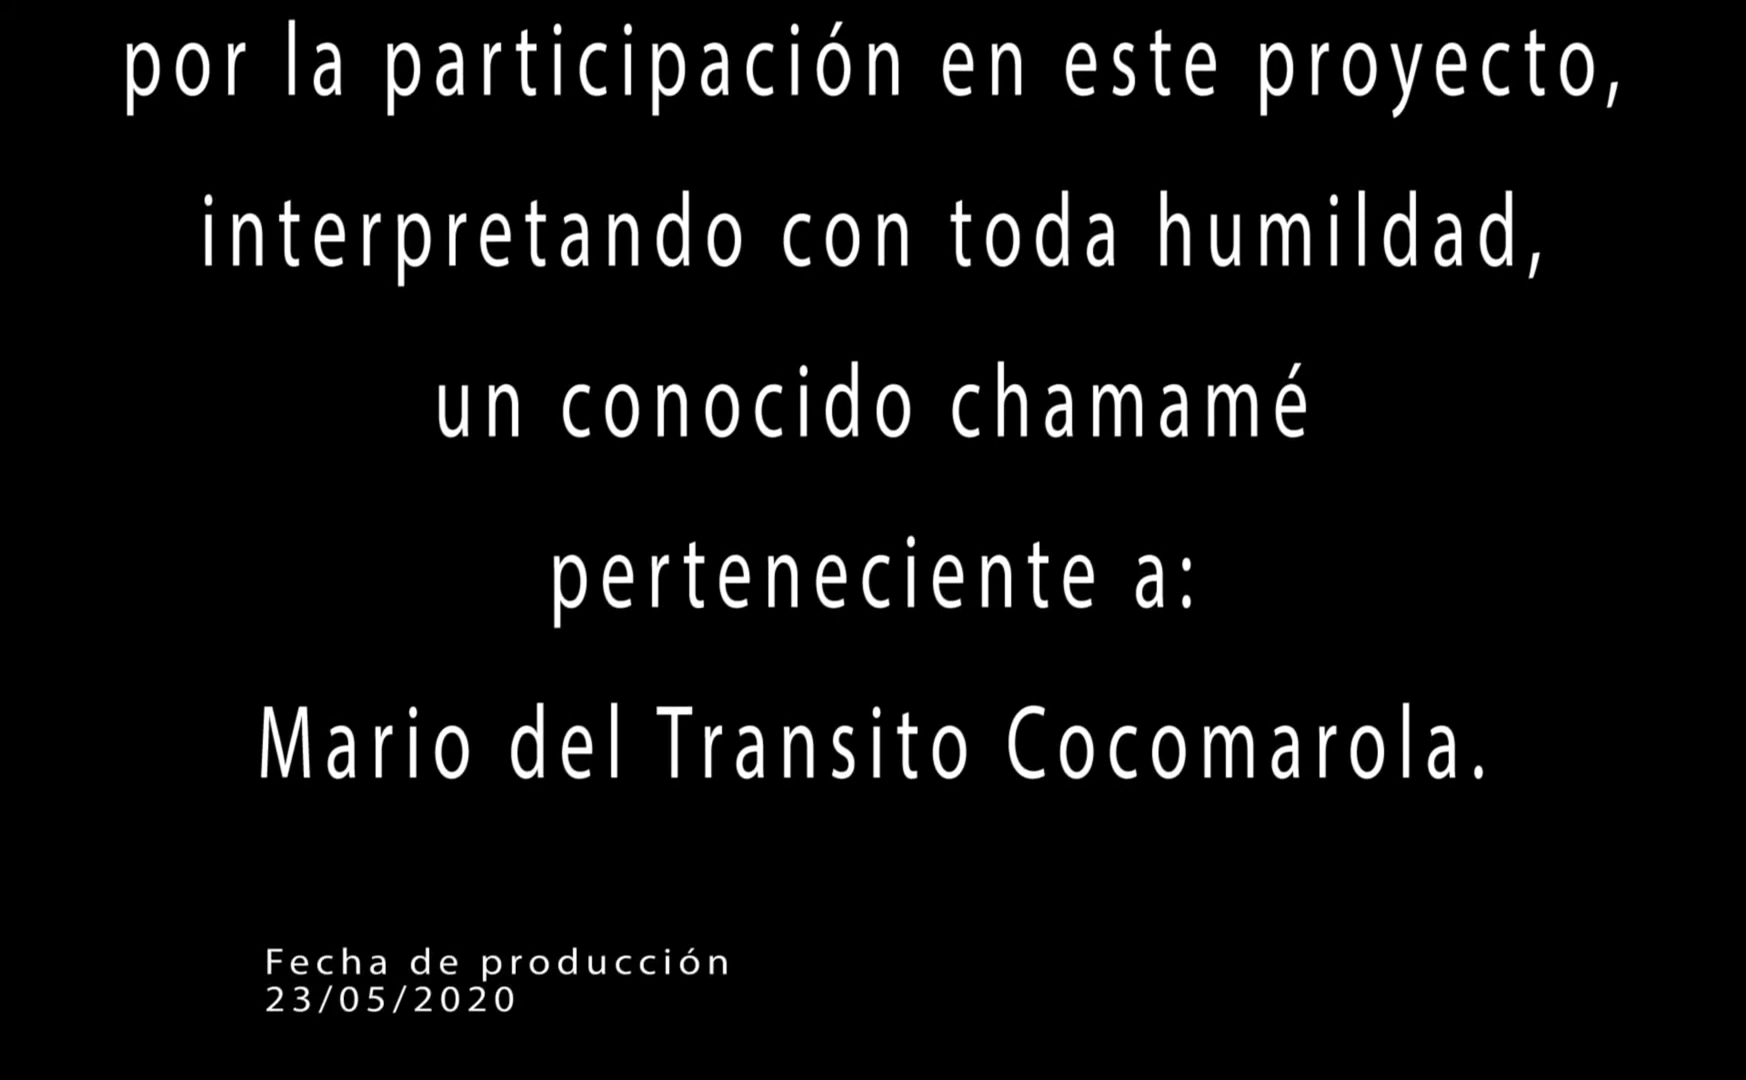 por la participación en este proyecto,
interpretando con toda humildad,
un conocido chamamé
perteneciente a:
Mario del Transito Cocomarola.
Fecha de producción
23/05/2020